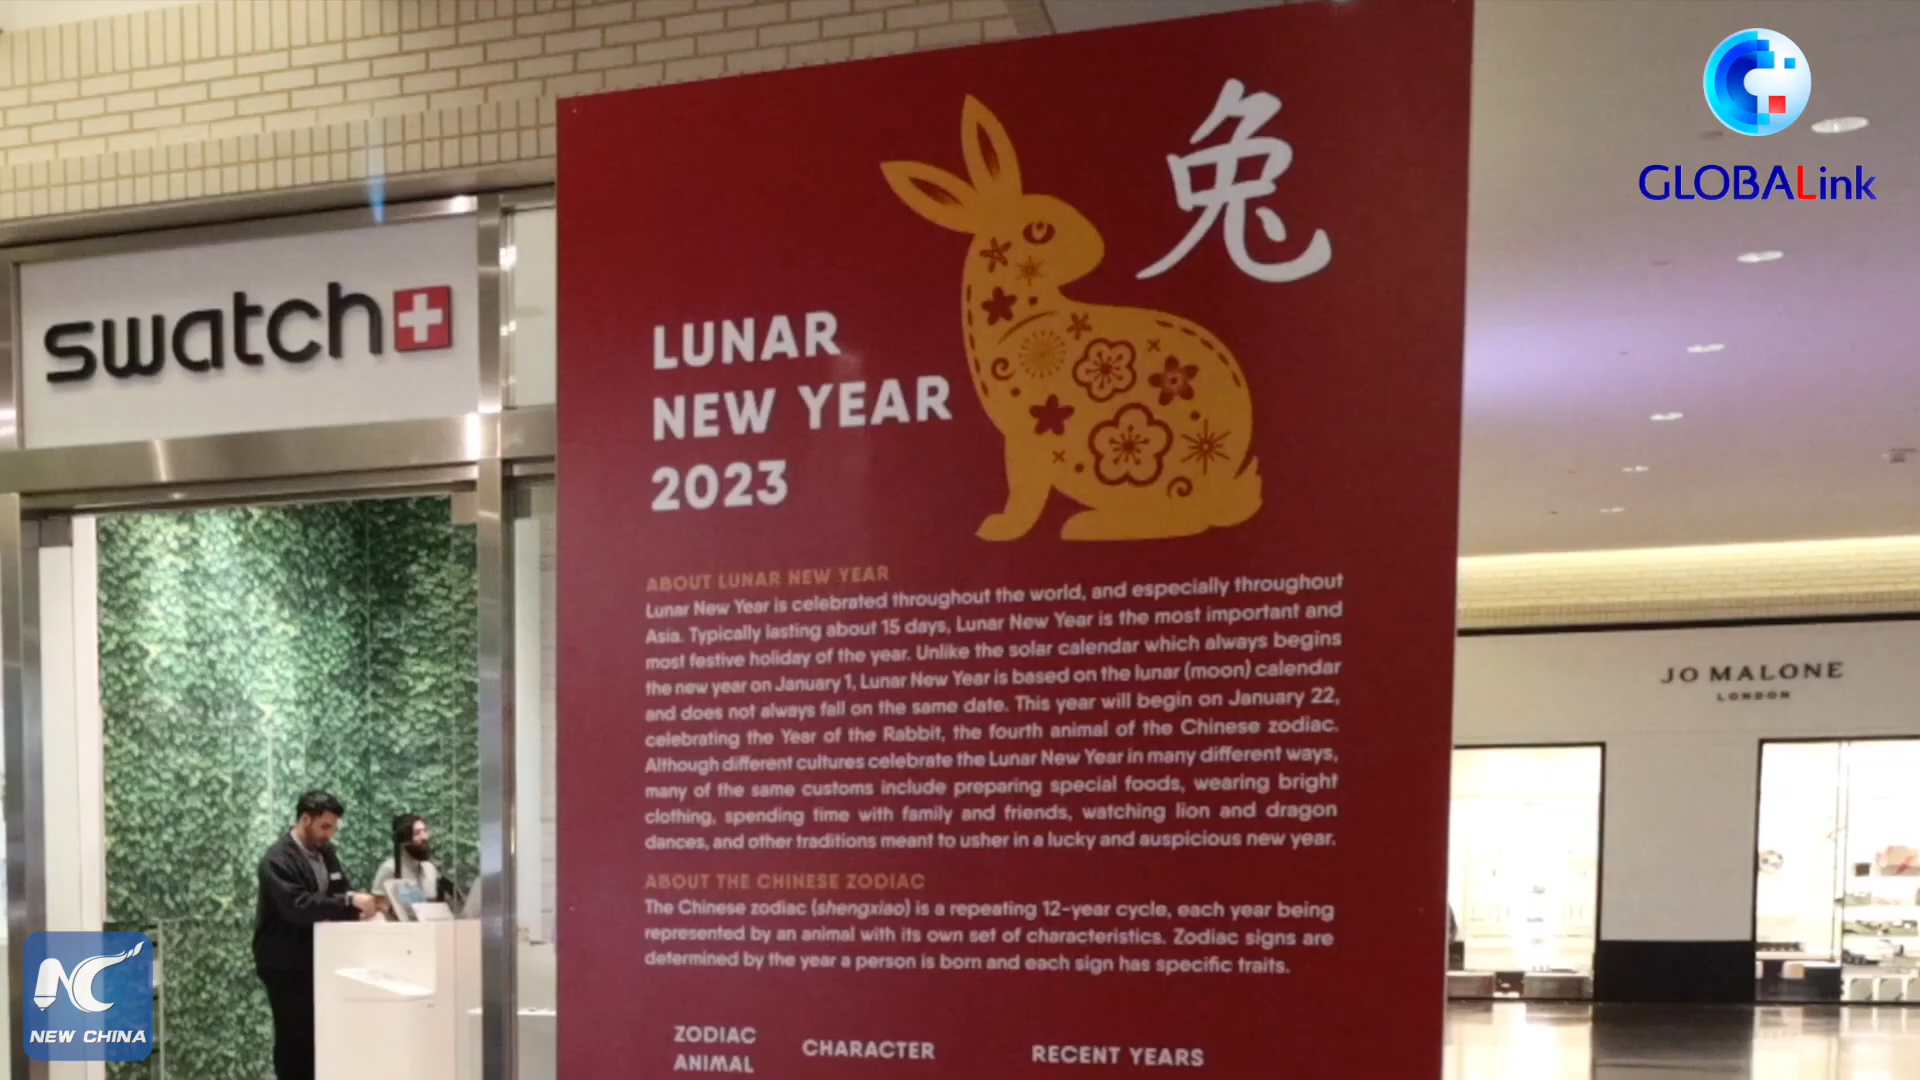 GLOBALink
兔
swatch
LUNAR
NEW YEAR
2023
ABOUT LUNAR NEW YEAR
Lunar New Year is celebrated throughout the world, and especially throughout
Asia. Typically lasting about 15 days, Lunar New Year is the most important and
most festive holiday of the year. Unlike the solar calendar which always begins
the new year on January 1, Lunar New Year is based on the lunar (moon) calendar
and does not always fall on the same date. This year will begin on January 22,
celebrating the Year of the Rabbit, the fourth animal of the Chinese zodiac.
Although different cultures celebrate the Lunar New Year in many different ways,
many of the same customs include preparing special foods, wearing bright
clothing, spending time with family and friends, watching lion and dragon
dances, and other traditions meant to usher in a lucky and auspicious new year.
ABOUT THE CHINESE ZODIAC
The Chinese zodiac (shengxiao) is a repeating 12-year cycle, each year being
represented by an animal with its own set of characteristics. Zodiac signs are
determined by the year a person is born and each sign has specific traits.
ZODIAC
ANIMAL
CHARACTER
RECENT YEARS
JO MALONE
LONDON
NC
NEW CHINA